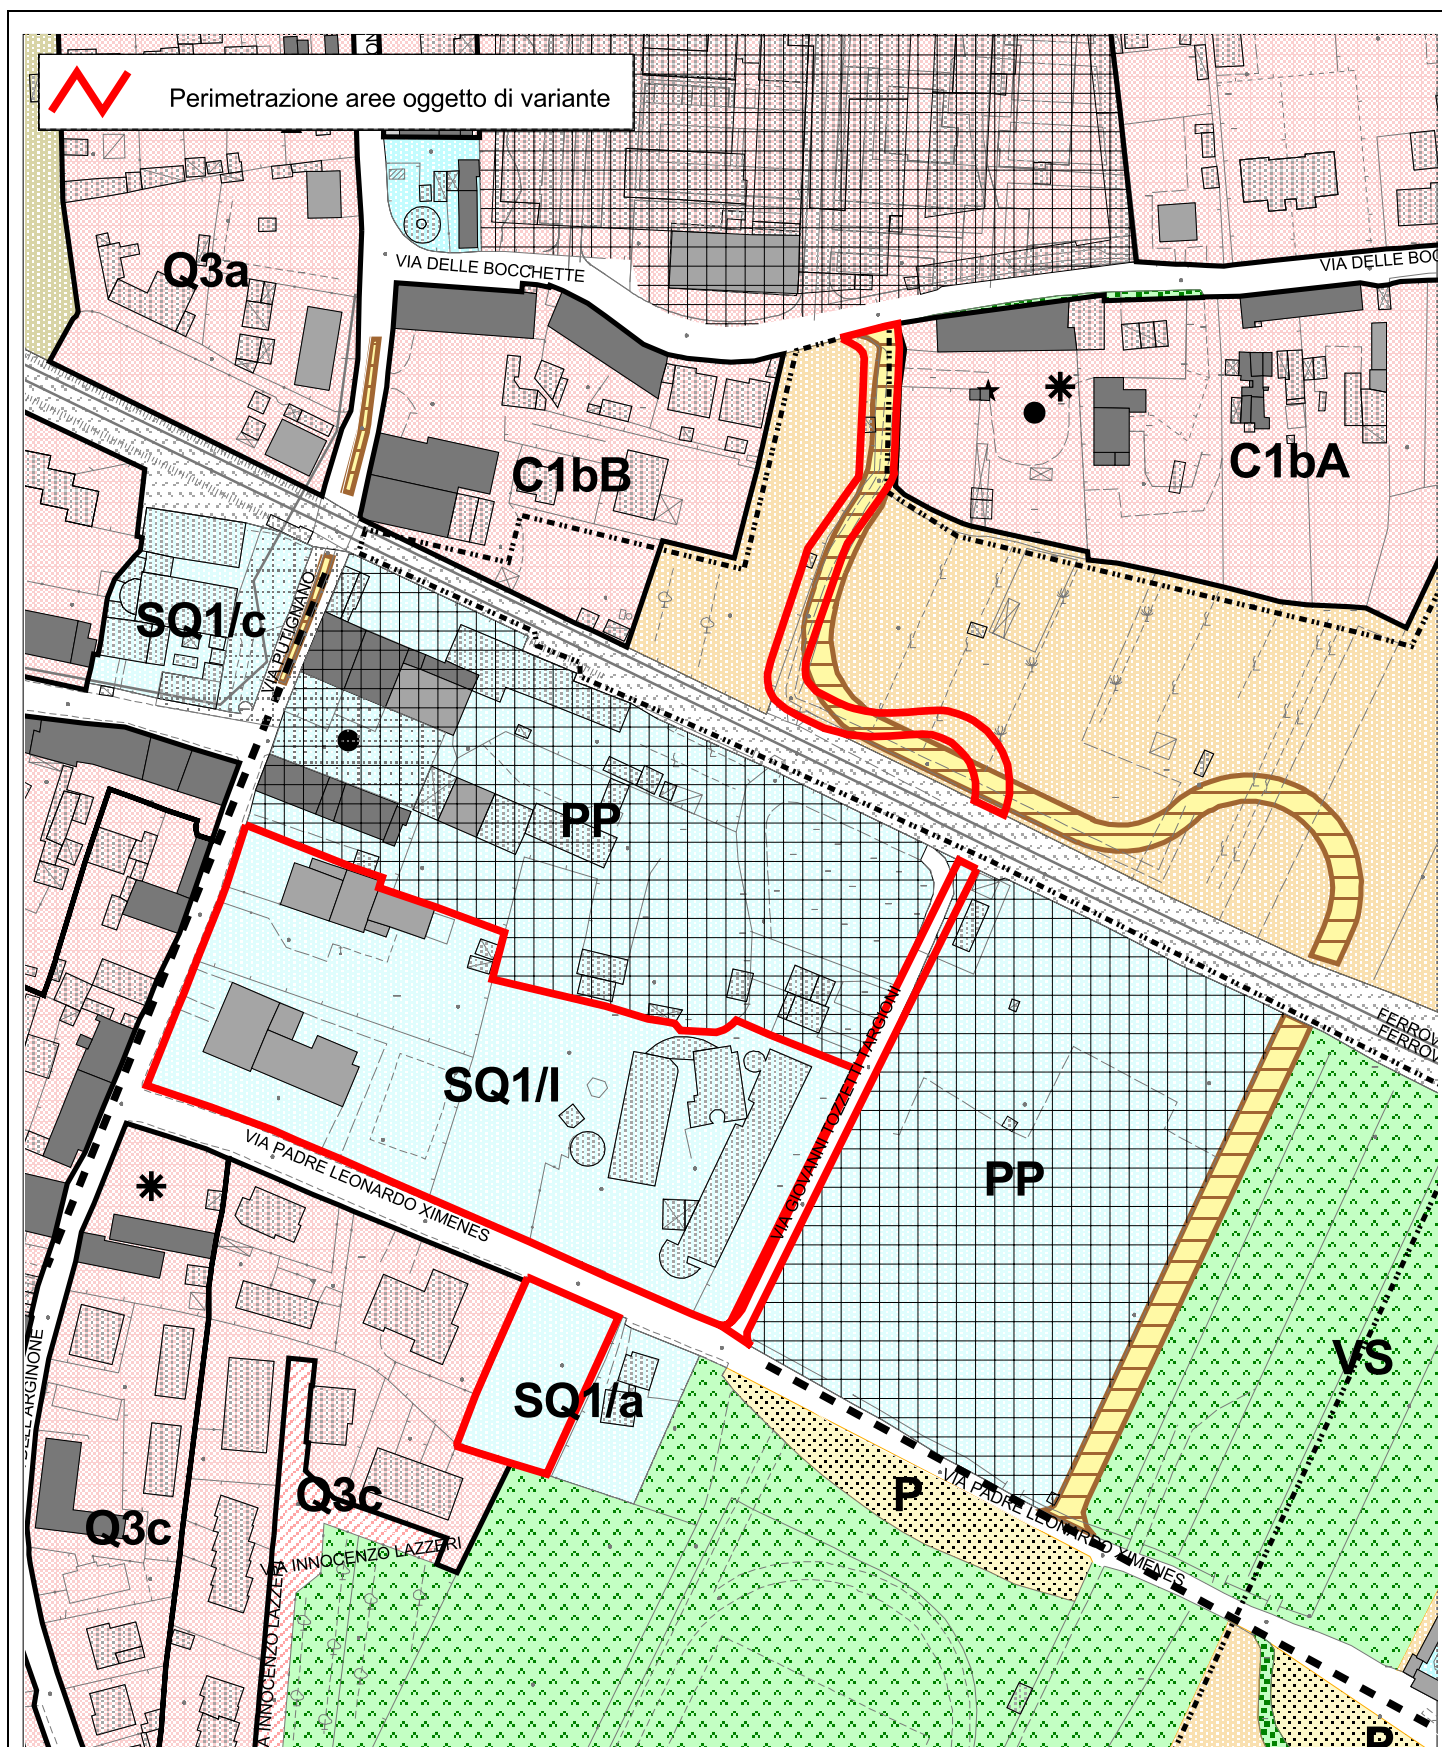 Perimetrazione aree oggetto di variante
Q3a
VIA DELLE BOCCHETTE
VIA DELLE BOC
C1bB
C1bA
SQ1/c
VIA PUTIGNANO
PP
FERROV
FERROV
SQ1/I
VIA GIOVANNI TOZZETTI TARGIONI
PP
VIA PADRE LEONARDO XIMENES
VS
SQ1/a
P
VIA PADRE LEONARDO XIMENES
Q3c
Q3c
VIA INNOCENZO LAZZERI
A INNOCENZO LAZZERI
P